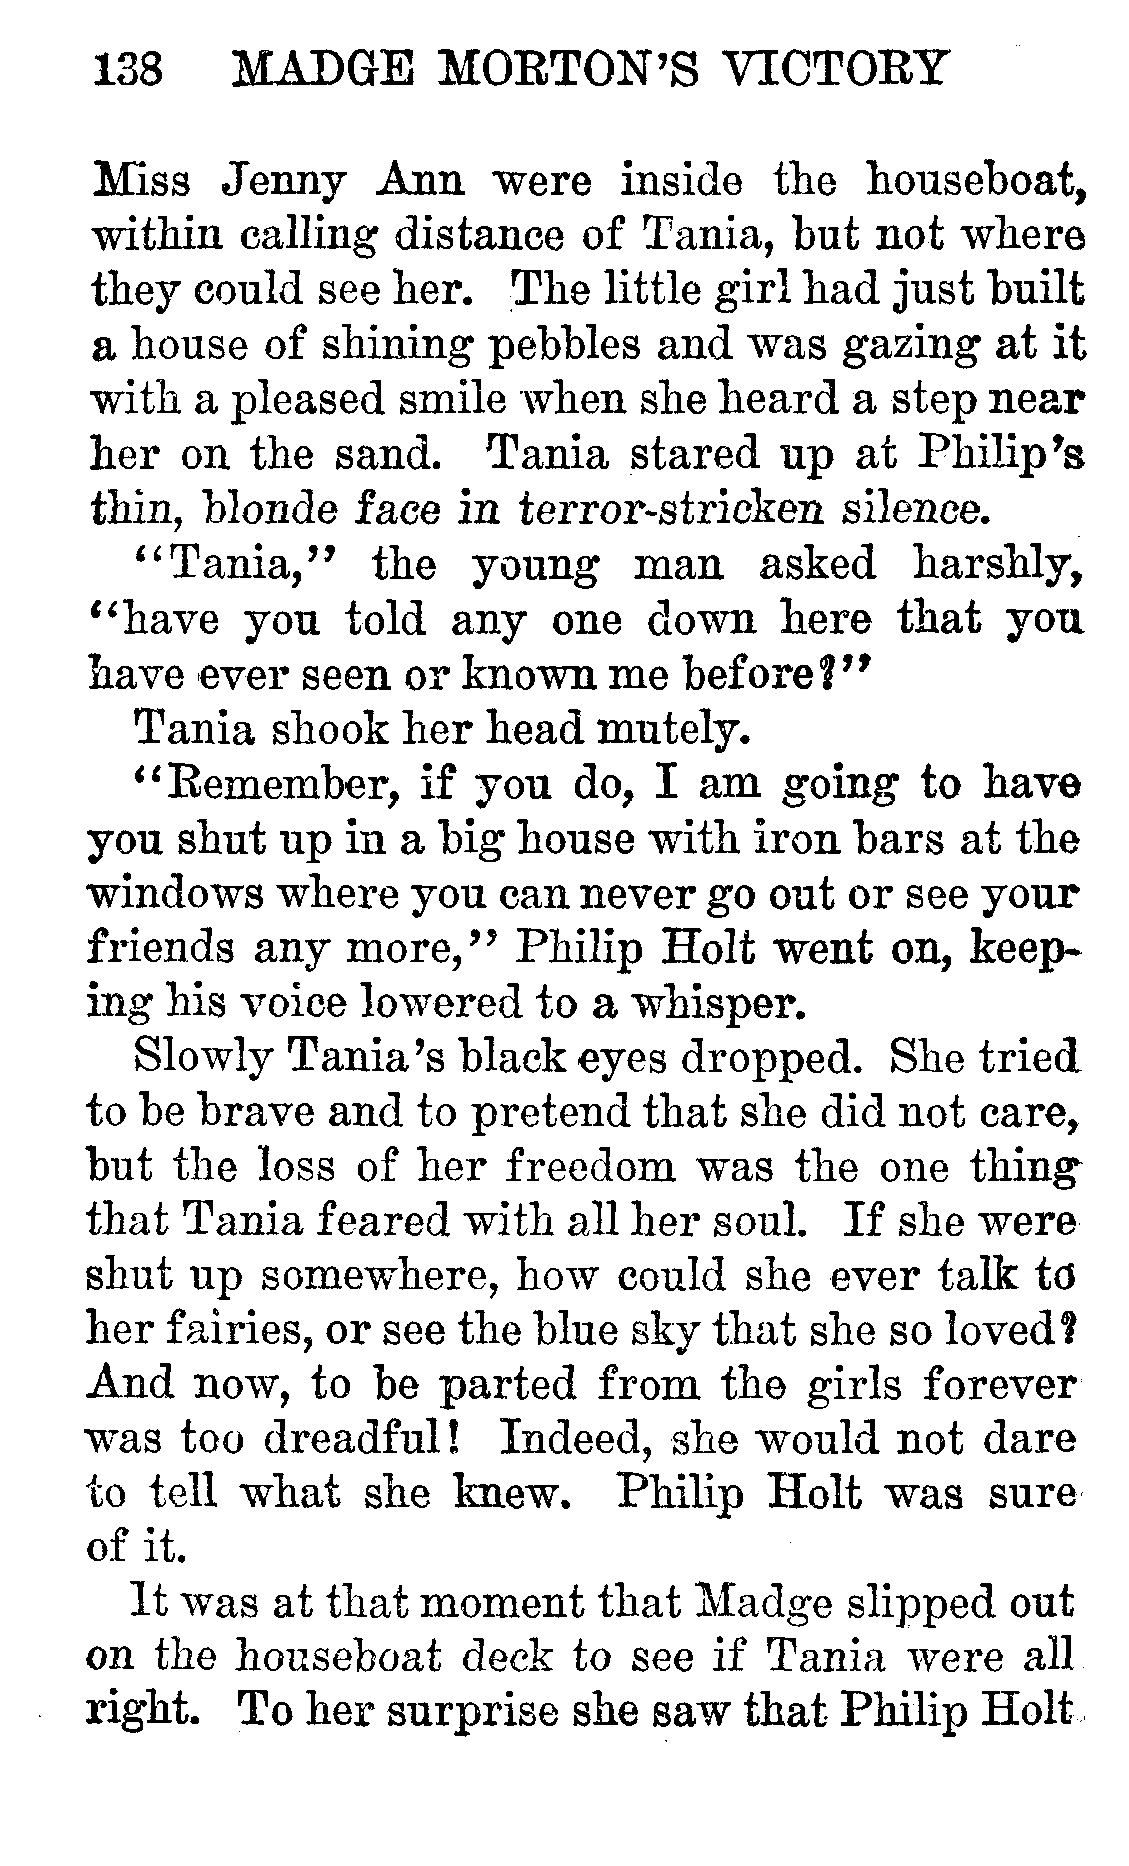 138 MADGE MORTON'S VICTORY
Miss Jenny Ann were inside the houseboat,
within calling distance of Tania, but not where
they could see her. The little girl had just built
a house of shining pebbles and was gazing at it
with a pleased smile when she heard a step near
her on the sand. Tania stared up at Philip's
thin, blonde face in terror-stricken silence.
"Tania," the young man asked harshly,
"have you told any one down here that you
have ever seen or known me before?"
Tania shook her head mutely.
"Remember, if you do, I am going to have
you shut up in a big house with iron bars at the
windows where you can never go out or see your
friends any more," Philip Holt went on, keep-
ing his voice lowered to a whisper.
Slowly Tania's black eyes dropped. She tried
to be brave and to pretend that she did not care,
but the loss of her freedom was the one thing
that Tania feared with all her soul. If she were
shut up somewhere, how could she ever talk to
her fairies, or see the blue sky that she so loved?
And now, to be parted from the girls forever
was too dreadful! Indeed, she would not dare
to tell what she knew. Philip Holt was sure
of it.
It was at that moment that Madge slipped out
on the houseboat deck to see if Tania were all
right. To her surprise she saw that Philip Holt